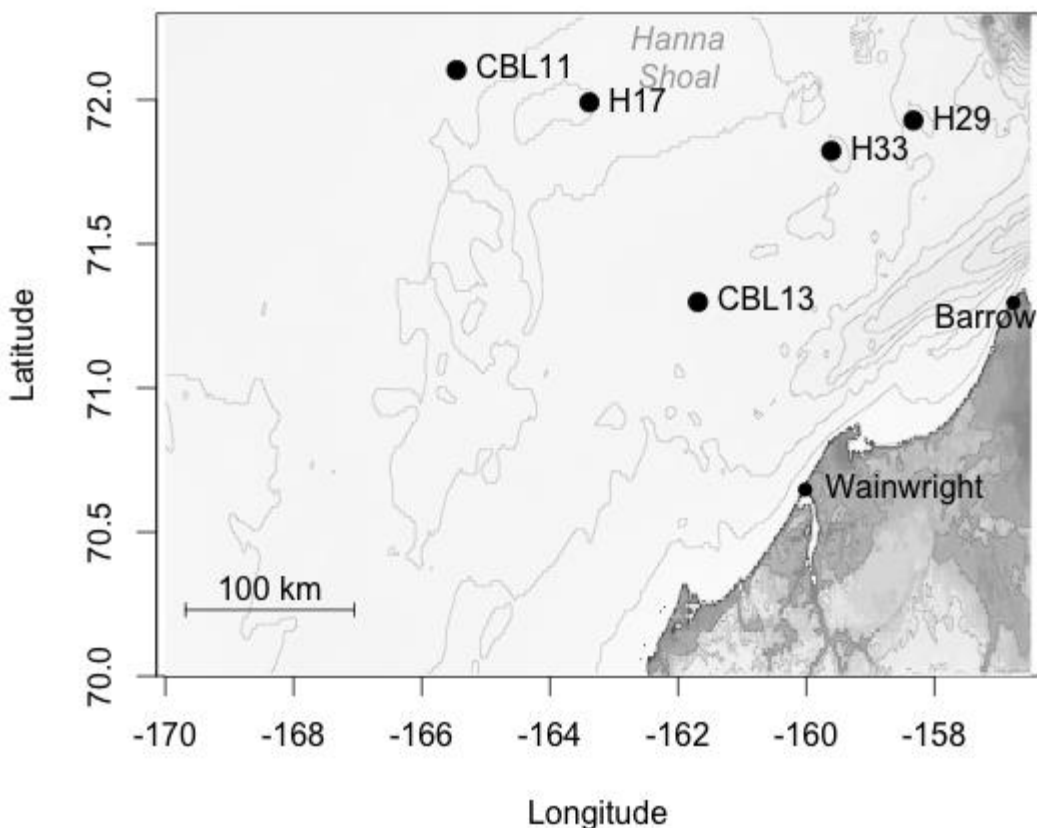 Hanna
Shoal
CBL11
H17
H29
H33
CBL13
Barrow
Wainwright
100 km
72.0
71.5
71.0
70.5
70.0
Latitude
-170
-168
-166
-164
-162
-160
-158
Longitude